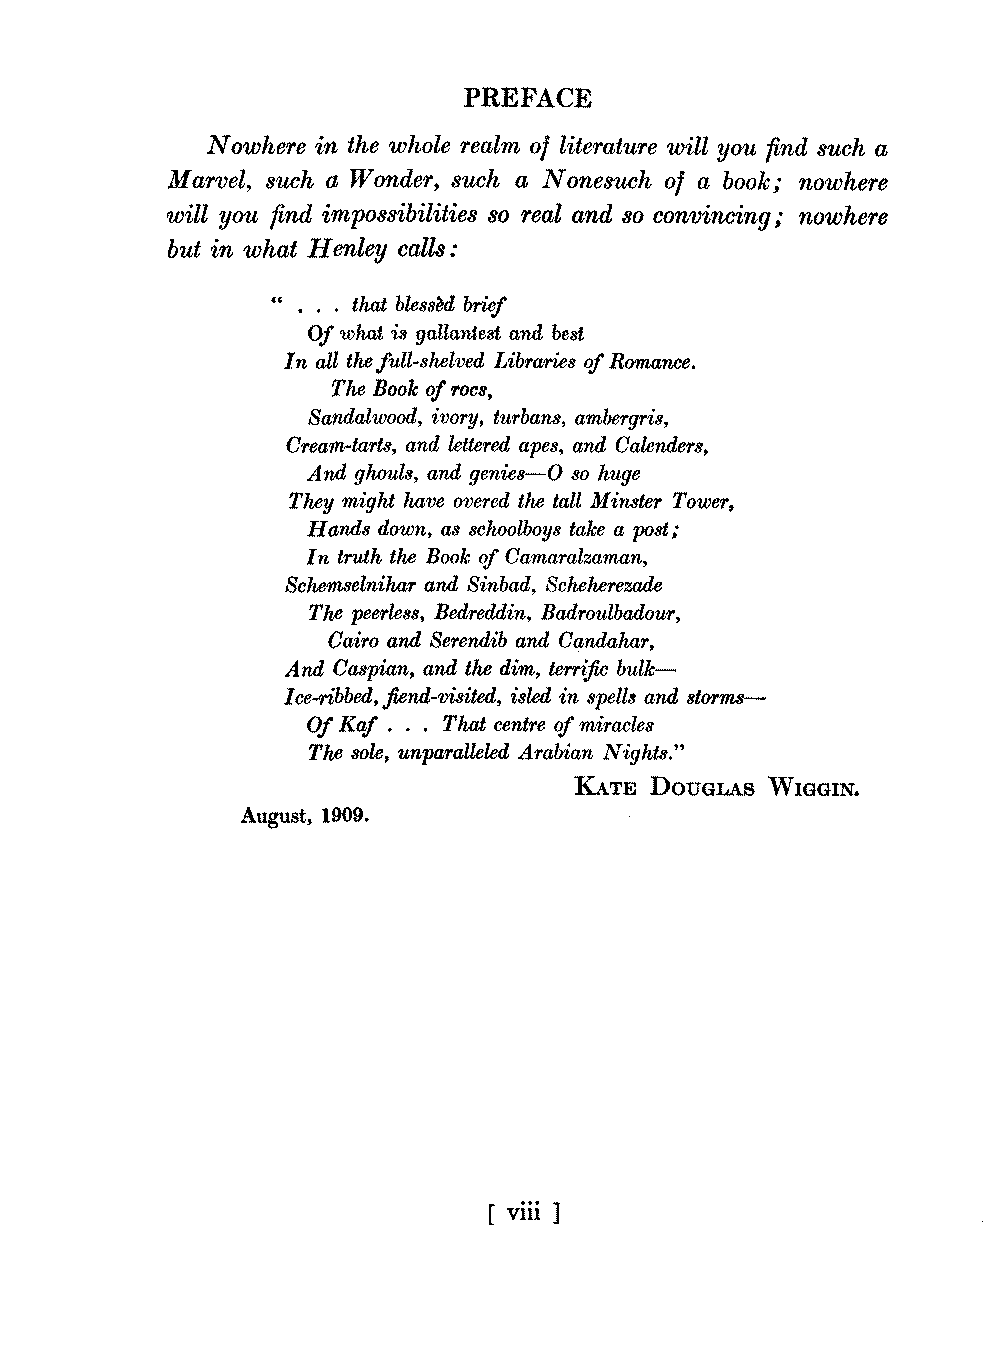 PREFACE
Nowhere in the whole realm of literature will you find such a
Marvel, such a Wonder, such a Nonesuch of a book; nowhere
will you find impossibilities so real and so convincing; nowhere
but in what Henley calls:
“ . . . that blessèd brief
Of what is gallantest and best
In all the full-shelved Libraries of Romance.
The Book of rocs,
Sandalwood, ivory, turbans, ambergris,
Cream-tarts, and lettered apes, and Calenders,
And ghouls, and genies—O so huge
They might have overed the tall Minster Tower,
Hands down, as schoolboys take a post;
In truth the Book of Camaralzaman,
Schemselnihar and Sinbad, Scheherezade
The peerless, Bedreddin, Badroulbadour,
Cairo and Serendib and Candahar,
And Caspian, and the dim, terrific bulk—
Ice-ribbed, fiend-visited, isled in spells and storms—
Of Kaf . . . That centre of miracles
The sole, unparalleled Arabian Nights.”
KATE DOUGLAS WIGGIN.
August, 1909.
[ viii ]